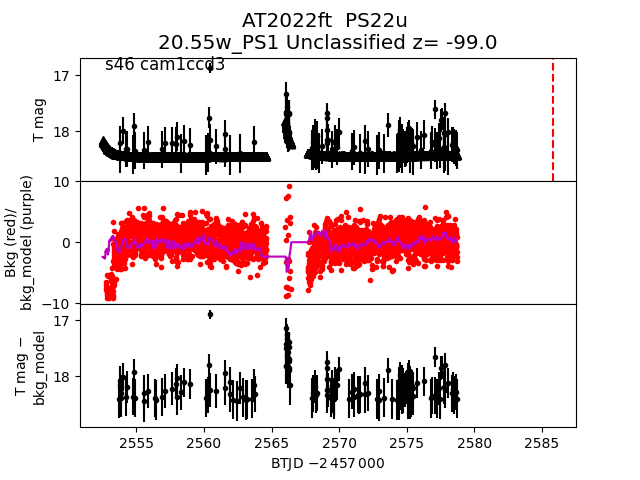 AT2022ft  PS22u
20.55w_PS1 Unclassified z= -99.0
s46 cam1ccd3
17
18
T mag
10
0
−10
Bkg (red)/
bkg_model (purple)
17
18
T mag −
bkg_model
2555
2560
2565
2570
2575
2580
2585
BTJD −2 457 000